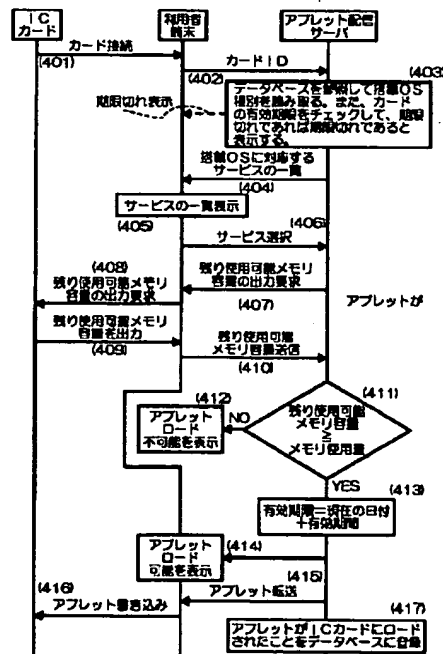 ICカード
利用者端末
アプレット配信サーバ
カード接続
(401)
カードID
(402)
(403)
データベースを参照して搭載OS
種別を読み取る。また、カード
の有効期限をチェックして、期限
切れであれば期限切れであると
表示する。
期限切れ表示
搭載OSに対応する
サービスの一覧
(404)
サービスの一覧表示
(405)
(406)
サービス選択
(408)
残り使用可能メモリ
容量の出力要求
残り使用可能メモリ
容量の出力要求
(407)
アプレットが
残り使用可能メモリ
容量を出力
(409)
残り使用可能
メモリ容量送信
(410)
(411)
残り使用可能
メモリ容量
≧
メモリ使用量
(412)
NO
アプレット
ロード
不可能を表示
YES
(413)
有効期限=現在の日付
+有効期間
アプレット
ロード
可能を表示
(414)
(415)
アプレット転送
(416)
アプレット書き込み
(417)
アプレットがICカードにロード
されたことをデータベースに登録